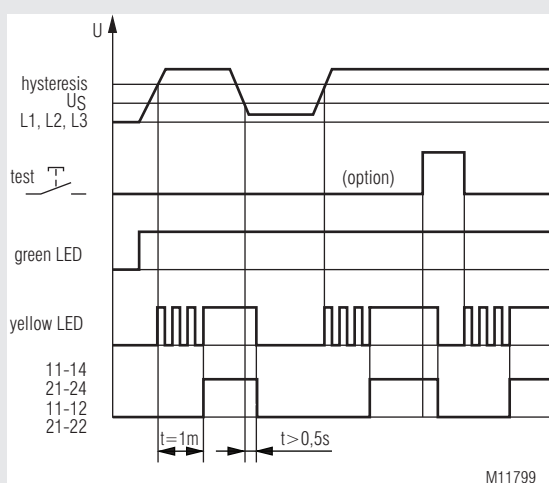 U
hysteresis
US
L1, L2, L3
test
(option)
green LED
yellow LED
11-14
21-24
11-12
21-22
t=1m
t>0,5s
M11799